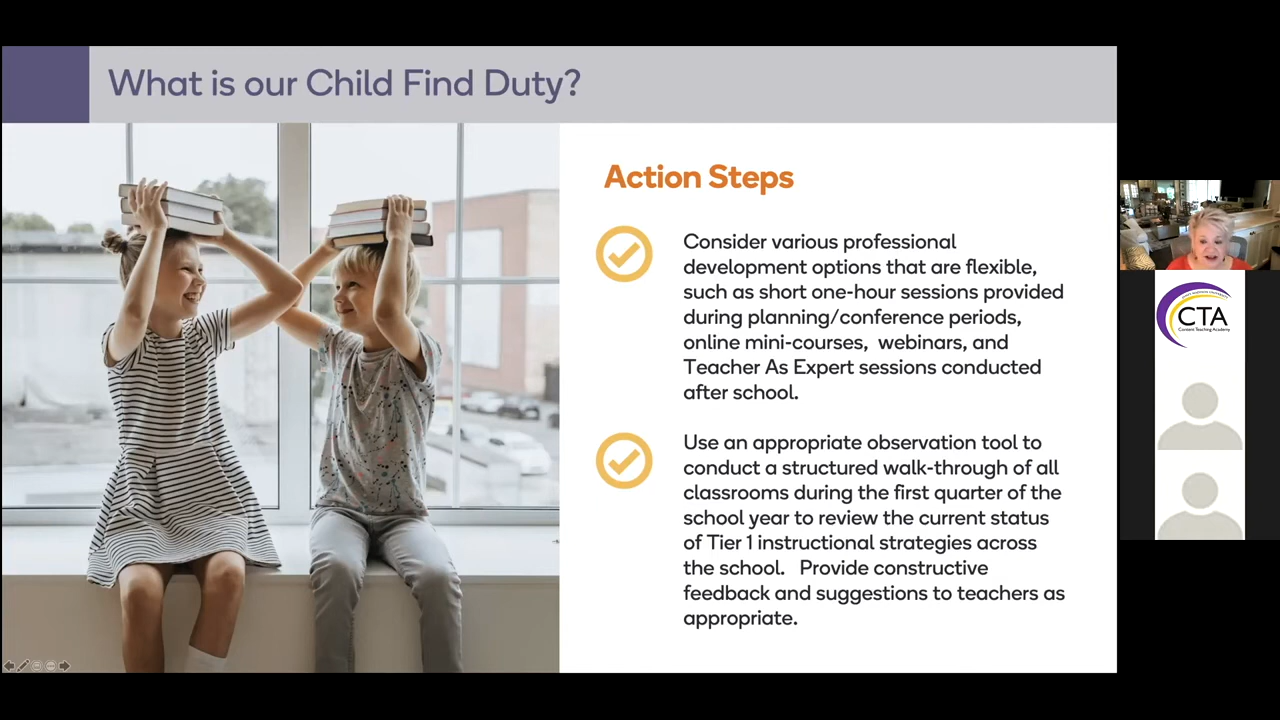 What is our Child Find Duty?
Action Steps
Consider various professional
development options that are flexible,
such as short one-hour sessions provided
during planning/conference periods,
online mini-courses,  webinars, and
Teacher As Expert sessions conducted
after school.
Use an appropriate observation tool to
conduct a structured walk-through of all
classrooms during the first quarter of the
school year to review the current status
of Tier 1 instructional strategies across
the school.   Provide constructive
feedback and suggestions to teachers as
appropriate.
CTA
Content Teaching Academy